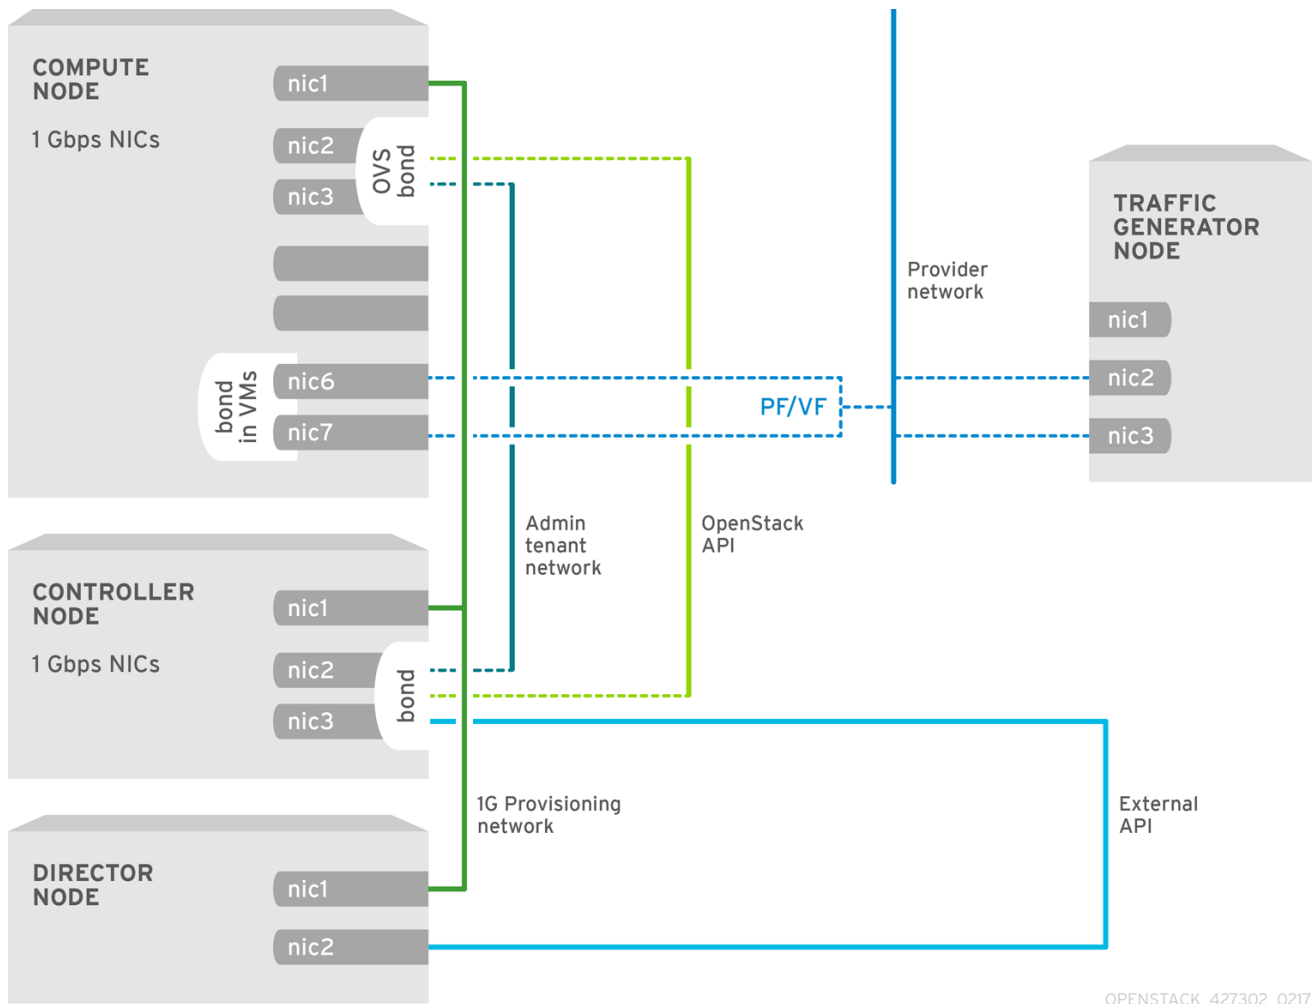 COMPUTE
NODE
1 Gbps NICs
nic1
nic2
nic3
OVS
bond
nic6
nic7
bond
in VMs
PF/VF
Provider
network
TRAFFIC
GENERATOR
NODE
nic1
nic2
nic3
Admin
tenant
network
OpenStack
API
CONTROLLER
NODE
1 Gbps NICs
nic1
nic2
nic3
bond
1G Provisioning
network
External
API
DIRECTOR
NODE
nic1
nic2
OPENSTACK_427302_0217